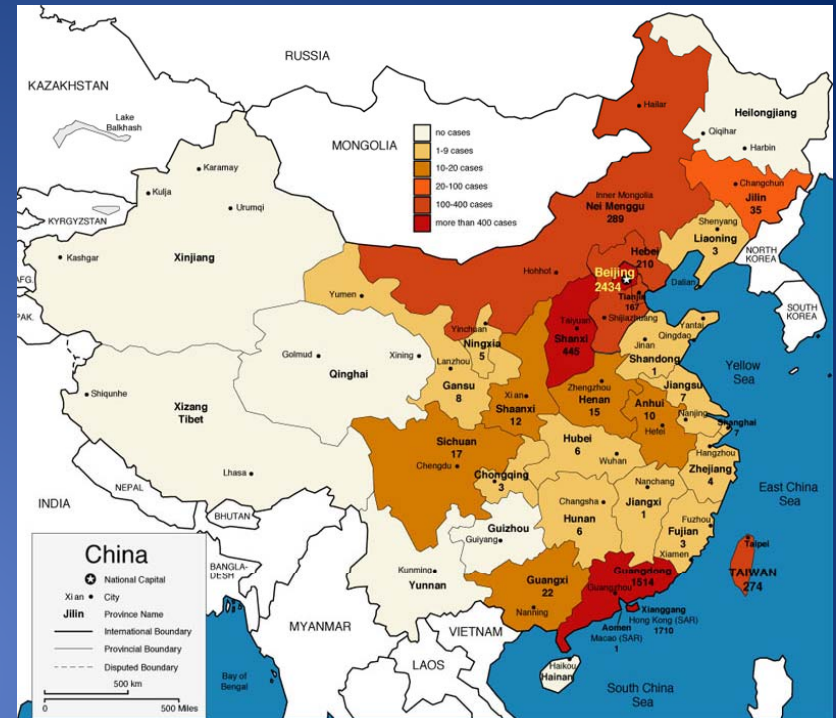 RUSSIA
KAZAKHSTAN
Lake
Balkhash
MONGOLIA
no cases
1-9 cases
10-20 cases
20-100 cases
100-400 cases
more than 400 cases
Hailar
Heilongjiang
Qiqihar
Harbin
Karamay
Kulja
Urumqi
KYRGYZSTAN
Kashgar
Xinjiang
AFG.
PAK.
Inner Mongolia
Nei Menggu
289
Changchun
Jilin
35
Shenyang
Liaoning
3
NORTH
KOREA
SOUTH
KOREA
Hebei
210
Beijing
2434
Hohhot
Tianjin
167
Dalian
Yumen
Yinchuan
Ningxia
5
Taiyuan
Shanxi
445
Shijiazhuang
Yantai
Qingdao
Jinan
Shandong
1
Yellow
Sea
Golmud
Xining
Qinghai
Lanzhou
Gansu
8
Xi an
Shaanxi
12
Zhengzhou
Henan
15
Anhui
10
Hefei
Jiangsu
7
Nanjing
Shanghai
7
Shiqunhe
Xizang
Tibet
Lhasa
Sichuan
17
Chengdu
Chongqing
3
Hubei
6
Wuhan
Hangzhou
Zhejiang
4
East China
Sea
NEPAL
INDIA
BHUTAN
BANGLA-
DESH
Guizhou
Guiyang
Changsha
Hunan
6
Nanchang
Jiangxi
1
Fuzhou
Fujian
3
Xiamen
Kunming
Yunnan
Guangxi
22
Nanning
Guangdong
1514
Guangzhou
Taipei
TAIWAN
274
Xianggang
Hong Kong (SAR)
1710
Aomen
Macao (SAR)
1
MYANMAR
VIETNAM
LAOS
Haikou
Hainan
Bay of
Bengal
South China
Sea
China
National Capital
Xi an City
Jilin Province Name
International Boundary
Provincial Boundary
Disputed Boundary
500 km
0 500 Miles